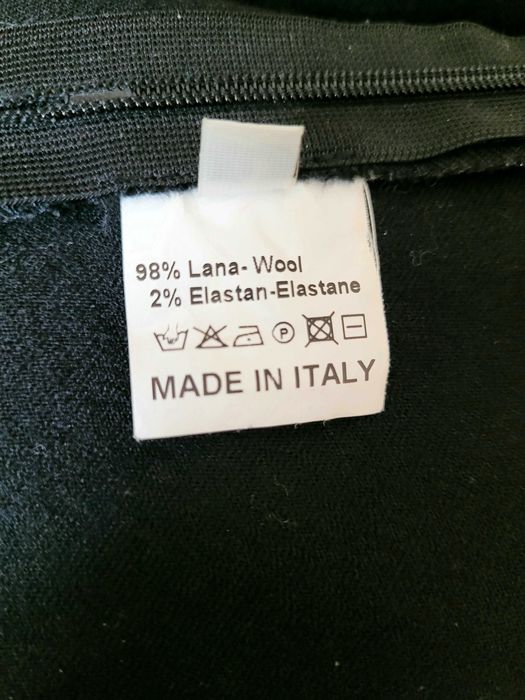 98% Lana-Wool
2% Elastan-Elastane
P
MADE IN ITALY